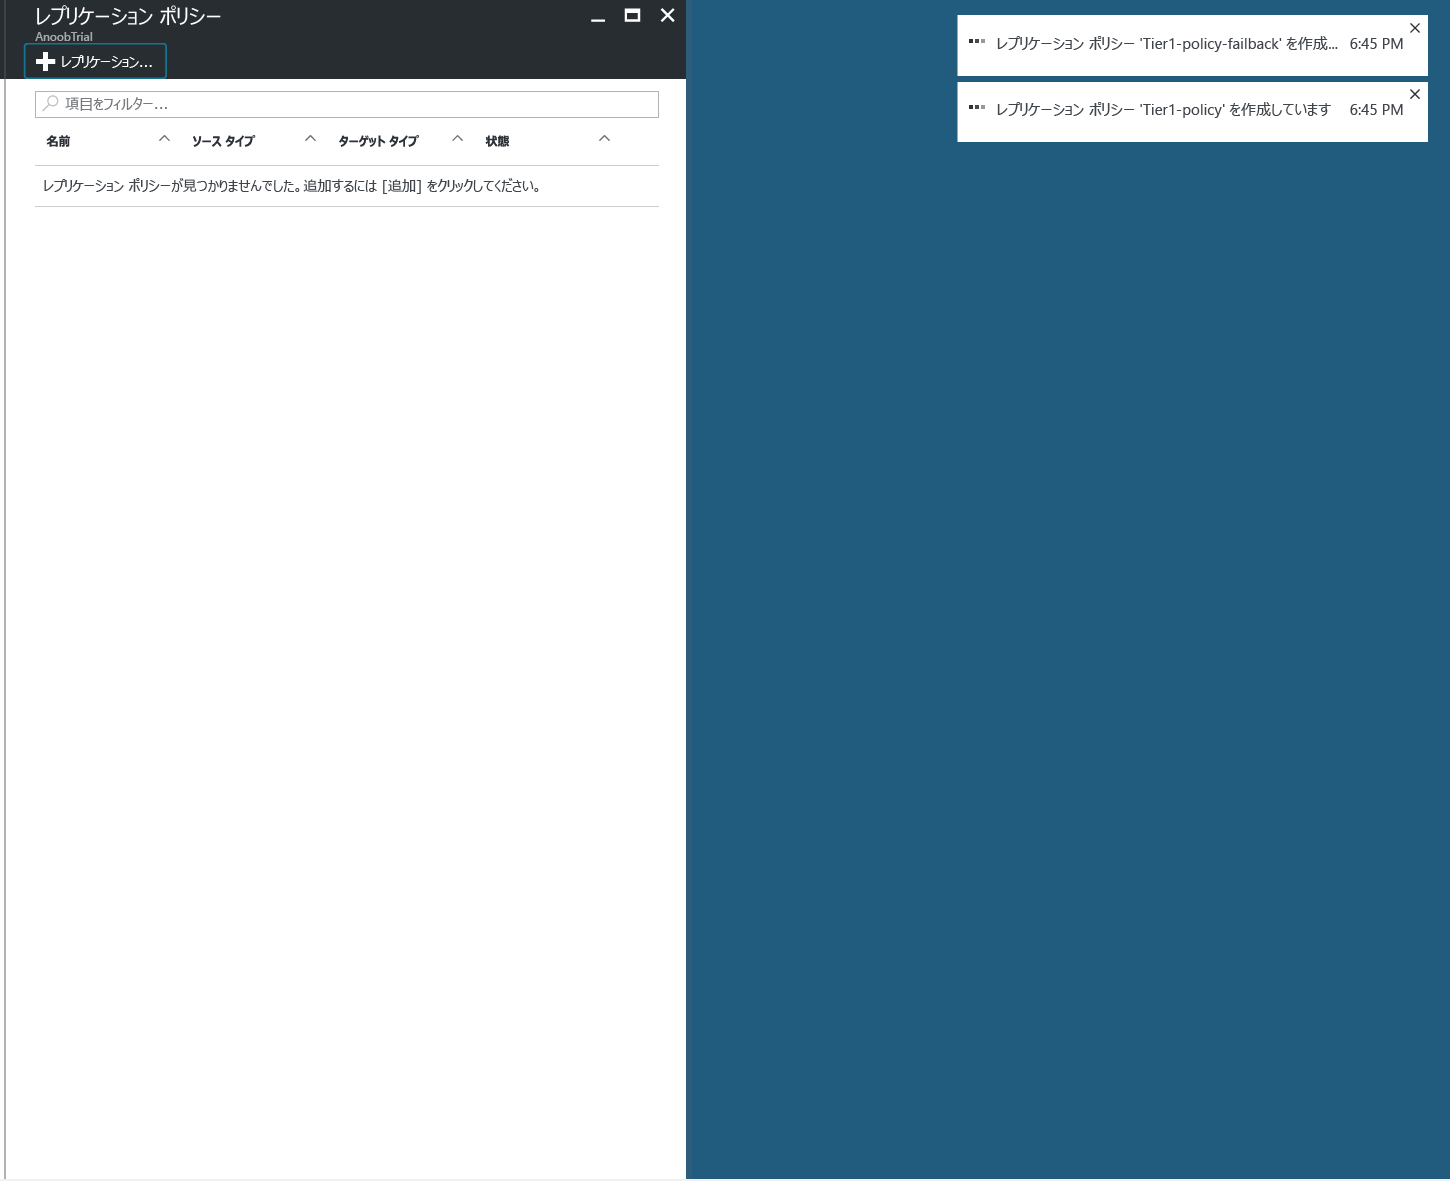 レプリケーション ポリシー
AnoobTrial
レプリケーション...
項目をフィルター...
名前 ソース タイプ ターゲット タイプ 状態
レプリケーション ポリシーが見つかりませんでした。追加するには [追加] をクリックしてください。
レプリケーション ポリシー 'Tier1-policy-failback' を作成... 6:45 PM
レプリケーション ポリシー 'Tier1-policy' を作成しています 6:45 PM